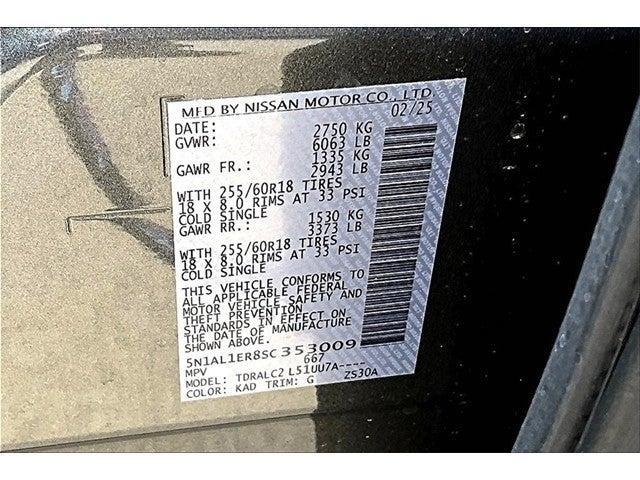 MFD BY NISSAN MOTOR CO., LTD.
DATE: 02/25
GVWR: 2750 KG
6063 LB
GAWR FR.: 1335 KG
2943 LB
WITH 255/60R18 TIRES
18 X 8.0 RIMS AT 33 PSI
COLD SINGLE
GAWR RR.: 1530 KG
3373 LB
WITH 255/60R18 TIRES
18 X 8.0 RIMS AT 33 PSI
COLD SINGLE
THIS VEHICLE CONFORMS TO
ALL APPLICABLE FEDERAL
MOTOR VEHICLE SAFETY AND
THEFT PREVENTION
STANDARDS IN EFFECT ON
THE DATE OF MANUFACTURE
SHOWN ABOVE.
5N1AL1ER8SC353009
MPV 667
MODEL: TDRALC2 L51UU7A----
COLOR: KAD TRIM: G ZS30A